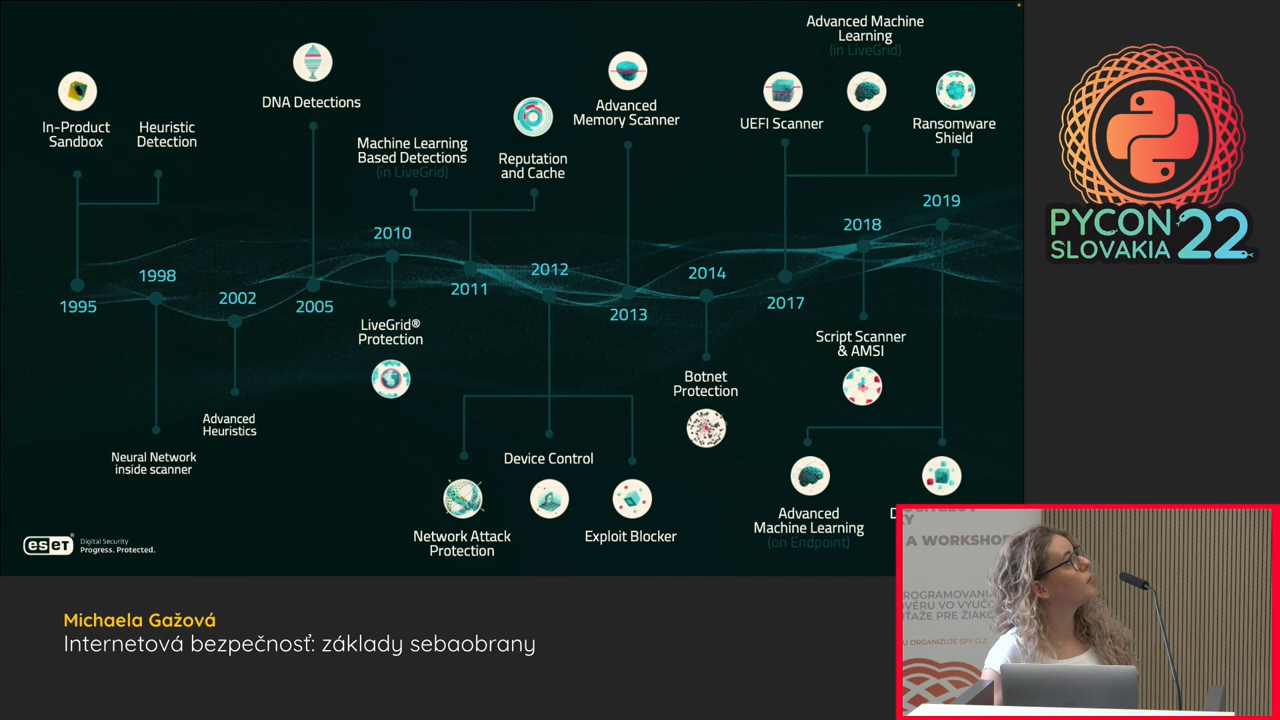 Advanced Machine
Learning
(in LiveGrid)
In-Product
Sandbox
Heuristic
Detection
DNA Detections
Machine Learning
Based Detections
(in LiveGrid)
Reputation
and Cache
Advanced
Memory Scanner
UEFI Scanner
Ransomware
Shield
1995
1998
2002
2005
2010
2011
2012
2013
2014
2017
2018
2019
Neural Network
inside scanner
Advanced
Heuristics
LiveGrid®
Protection
Network Attack
Protection
Device Control
Exploit Blocker
Botnet
Protection
Script Scanner
& AMSI
Advanced
Machine Learning
(on Endpoint)
eseT®
Digital Security
Progress. Protected.
PYCON
SLOVAKIA 22
Michaela Gažová
Internetová bezpečnosť: základy sebaobrany
A WORKSHOP